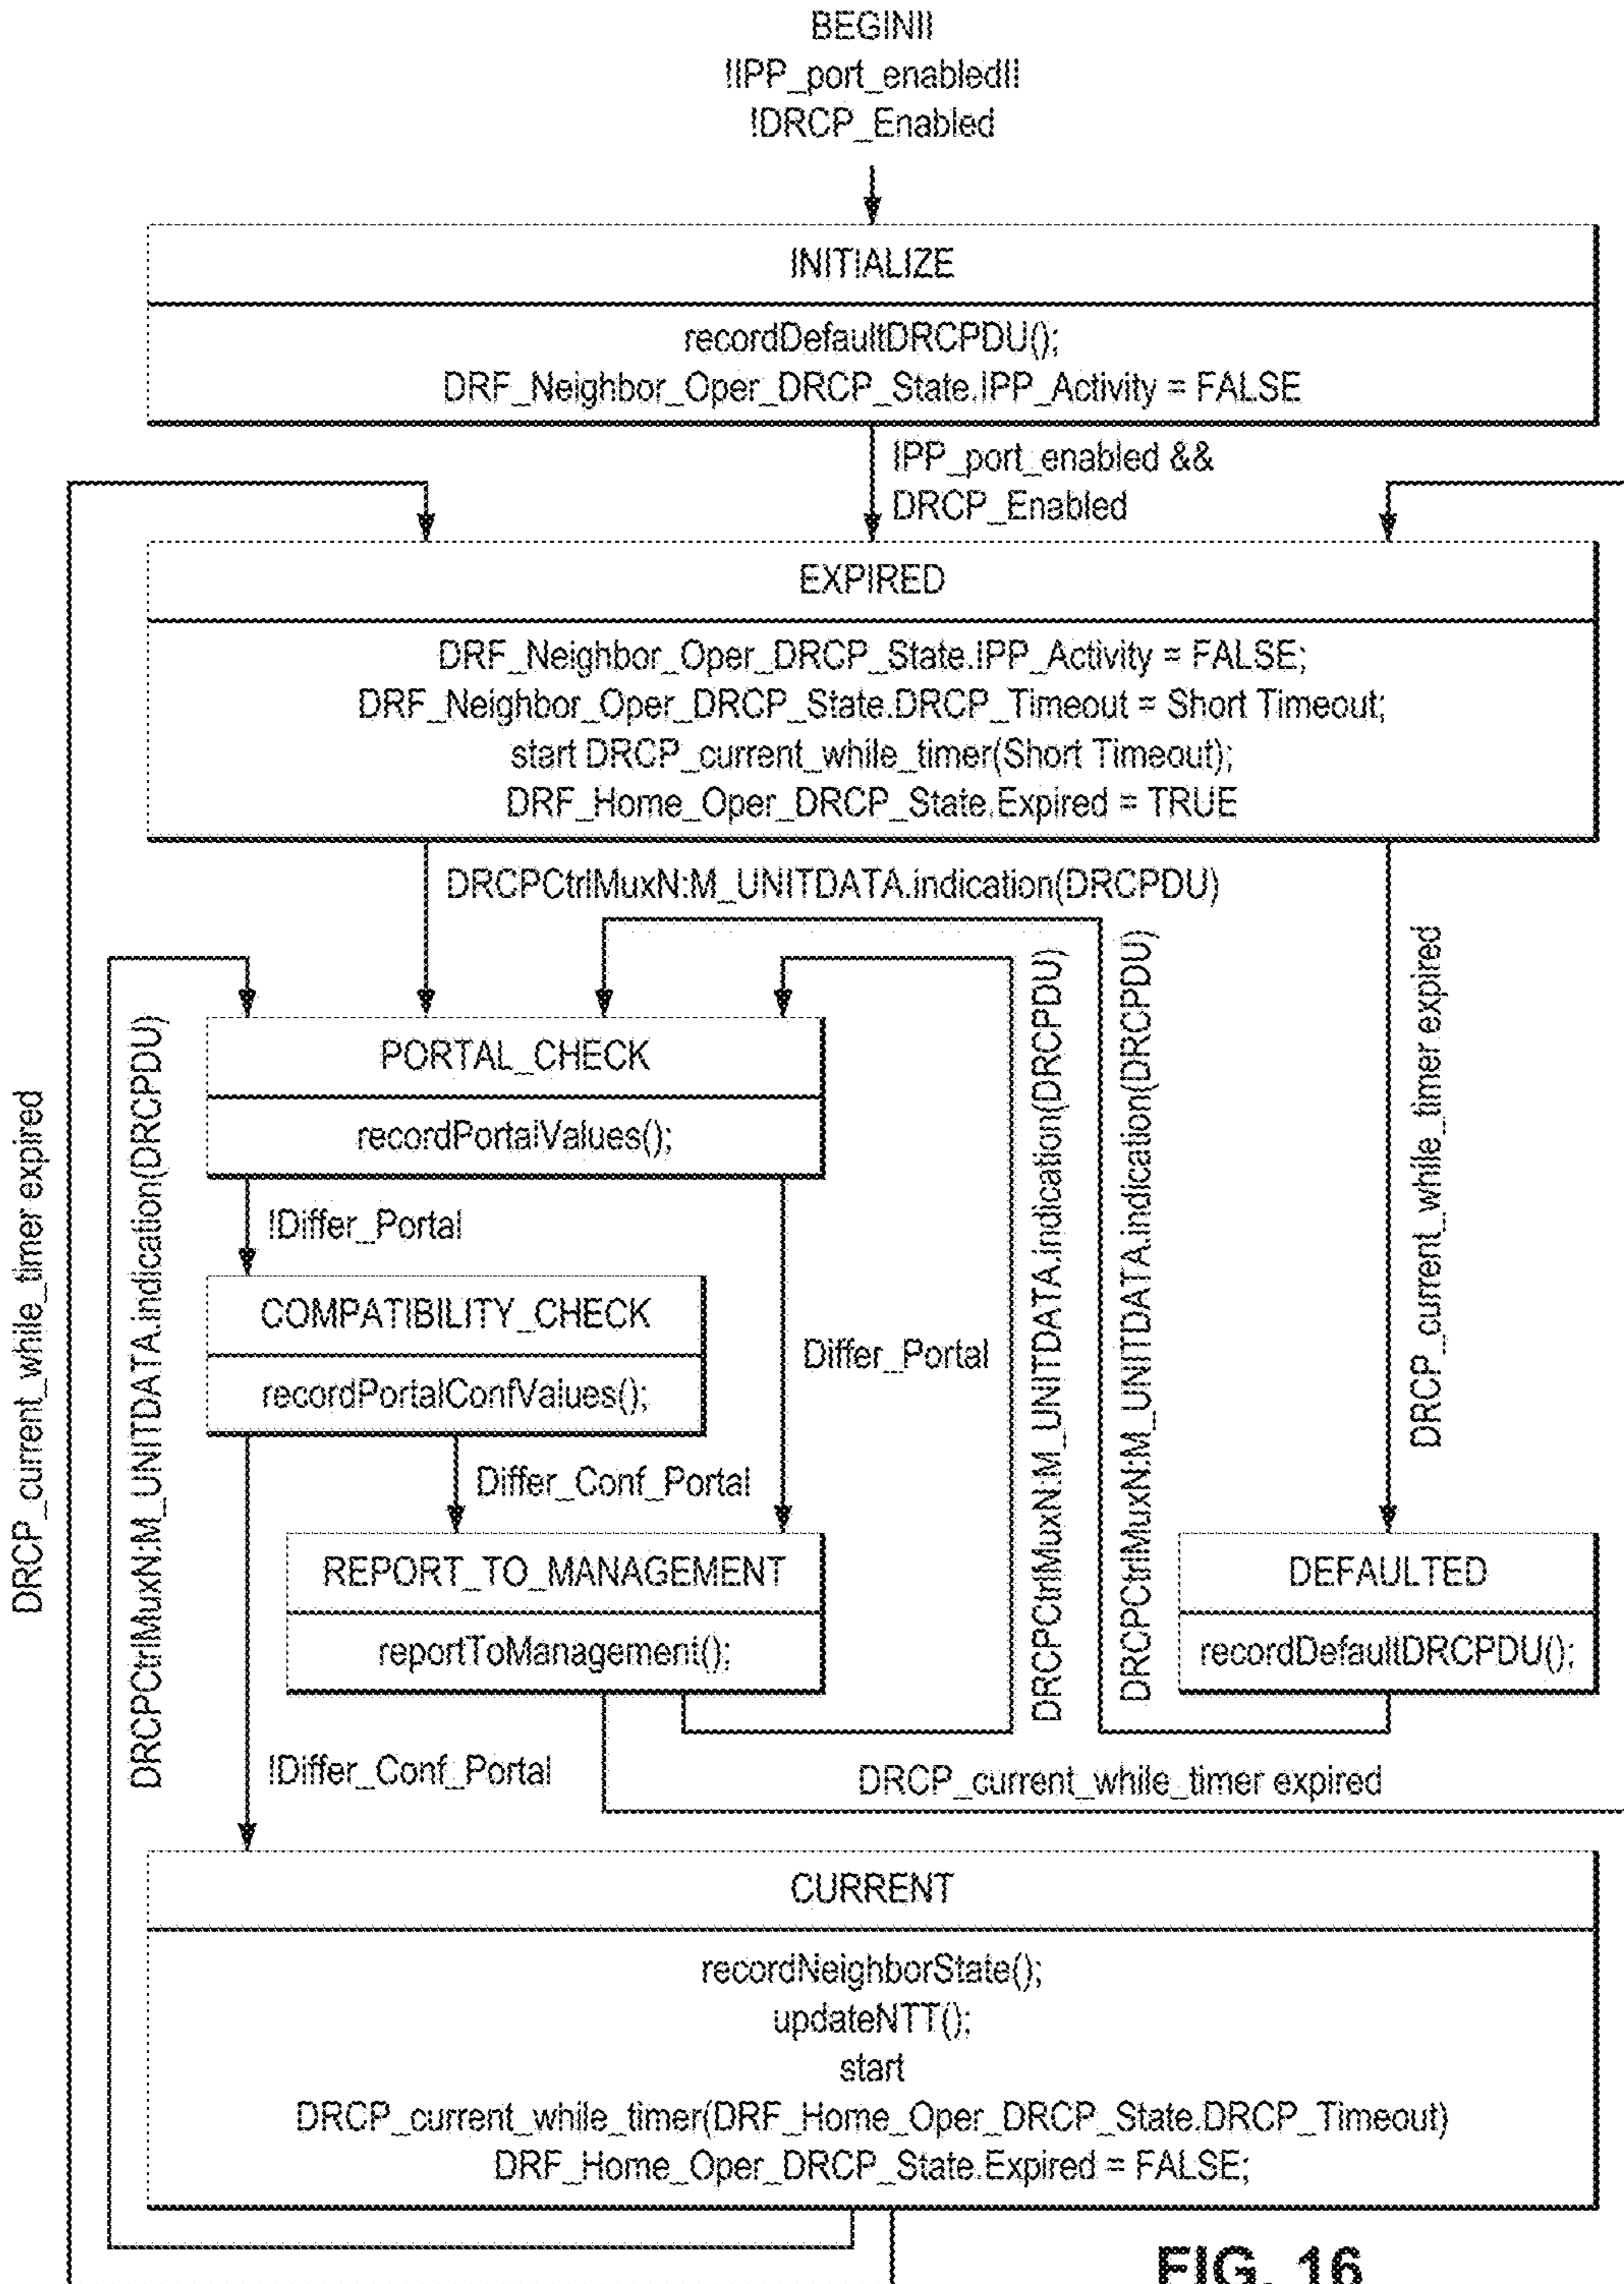 BEGIN||
!IPP_port_enabled||
!DRCP_Enabled
INITIALIZE
recordDefaultDRCPDU();
DRF_Neighbor_Oper_DRCP_State.IPP_Activity = FALSE
IPP_port_enabled &&
DRCP_Enabled
EXPIRED
DRF_Neighbor_Oper_DRCP_State.IPP_Activity = FALSE;
DRF_Neighbor_Oper_DRCP_State.DRCP_Timeout = Short Timeout;
start DRCP_current_while_timer(Short Timeout);
DRF_Home_Oper_DRCP_State.Expired = TRUE
DRCPCtrlMuxN:M_UNITDATA.indication(DRCPDU)
DRCP_current_while_timer expired
DRCPCtrlMuxN:M_UNITDATA.indication(DRCPDU)
PORTAL_CHECK
recordPortalValues();
DRCPCtrlMuxN:M_UNITDATA.indication(DRCPDU)
DRCPCtrlMuxN:M_UNITDATA.indication(DRCPDU)
DRCP_current_while_timer expired
!Differ_Portal
COMPATIBILITY_CHECK
recordPortalConfValues();
Differ_Portal
Differ_Conf_Portal
REPORT_TO_MANAGEMENT
reportToManagement();
DEFAULTED
recordDefaultDRCPDU();
!Differ_Conf_Portal
DRCP_current_while_timer expired
CURRENT
recordNeighborState();
updateNTT();
start
DRCP_current_while_timer(DRF_Home_Oper_DRCP_State.DRCP_Timeout)
DRF_Home_Oper_DRCP_State.Expired = FALSE;
FIG. 16